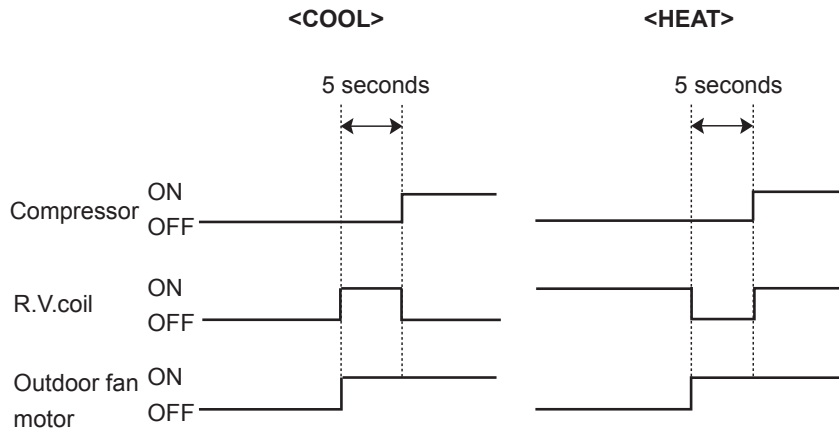 <COOL> <HEAT>
5 seconds 5 seconds
Compressor ON
OFF
R.V.coil ON
OFF
Outdoor fan motor ON
OFF